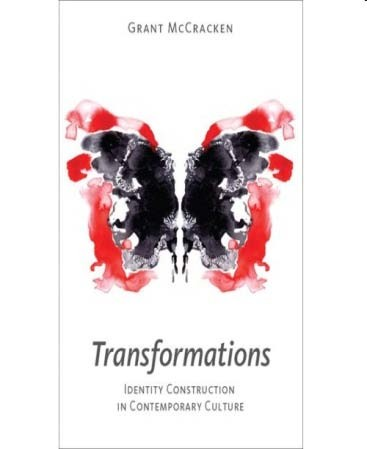 Grant McCracken
Transformations
Identity Construction
in Contemporary Culture